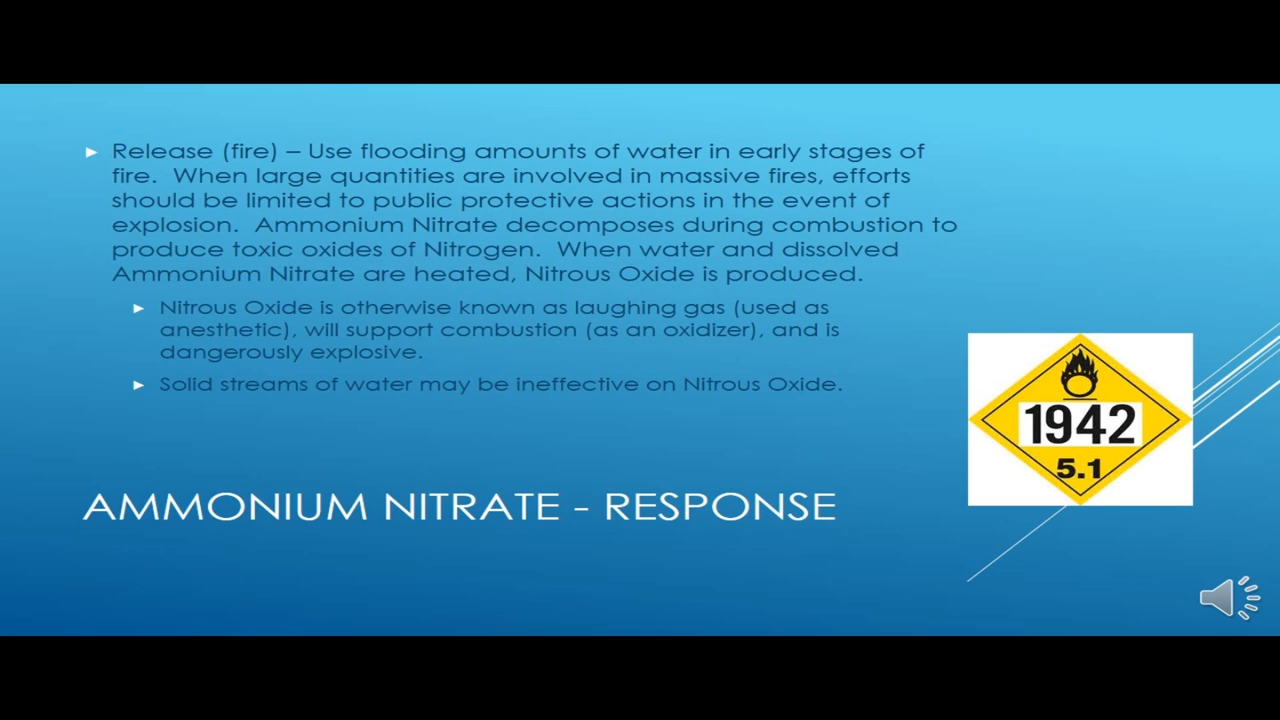 ► Release (fire) – Use flooding amounts of water in early stages of
fire.  When large quantities are involved in massive fires, efforts
should be limited to public protective actions in the event of
explosion.  Ammonium Nitrate decomposes during combustion to
produce toxic oxides of Nitrogen.  When water and dissolved
Ammonium Nitrate are heated, Nitrous Oxide is produced.
► Nitrous Oxide is otherwise known as laughing gas (used as
anesthetic), will support combustion (as an oxidizer), and is
dangerously explosive.
► Solid streams of water may be ineffective on Nitrous Oxide.
1942
5.1
AMMONIUM NITRATE - RESPONSE